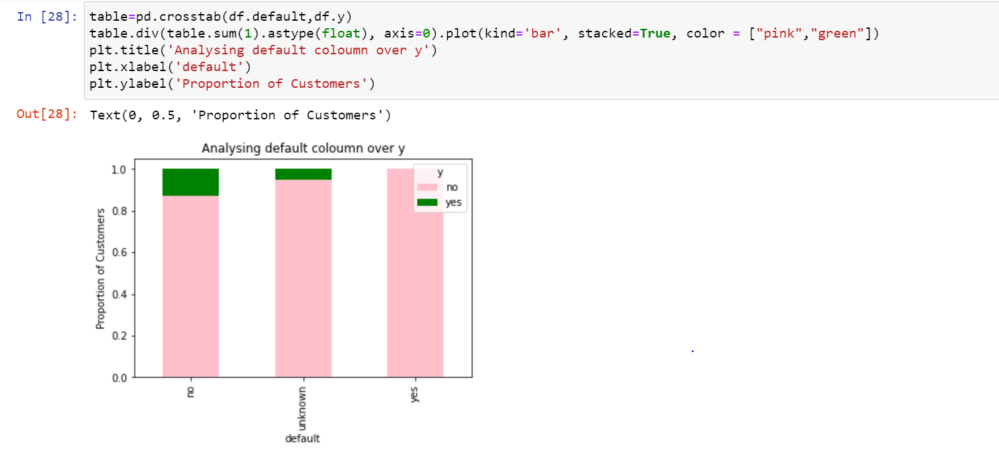 In [28]: table=pd.crosstab(df.default,df.y)
table.div(table.sum(1).astype(float), axis=0).plot(kind='bar', stacked=True, color = ["pink","green"])
plt.title('Analysing default coloumn over y')
plt.xlabel('default')
plt.ylabel('Proportion of Customers')
Out[28]: Text(0, 0.5, 'Proportion of Customers')
Analysing default coloumn over y
Proportion of Customers
1.0
0.8
0.6
0.4
0.2
0.0
y
no
yes
no
unknown
yes
default